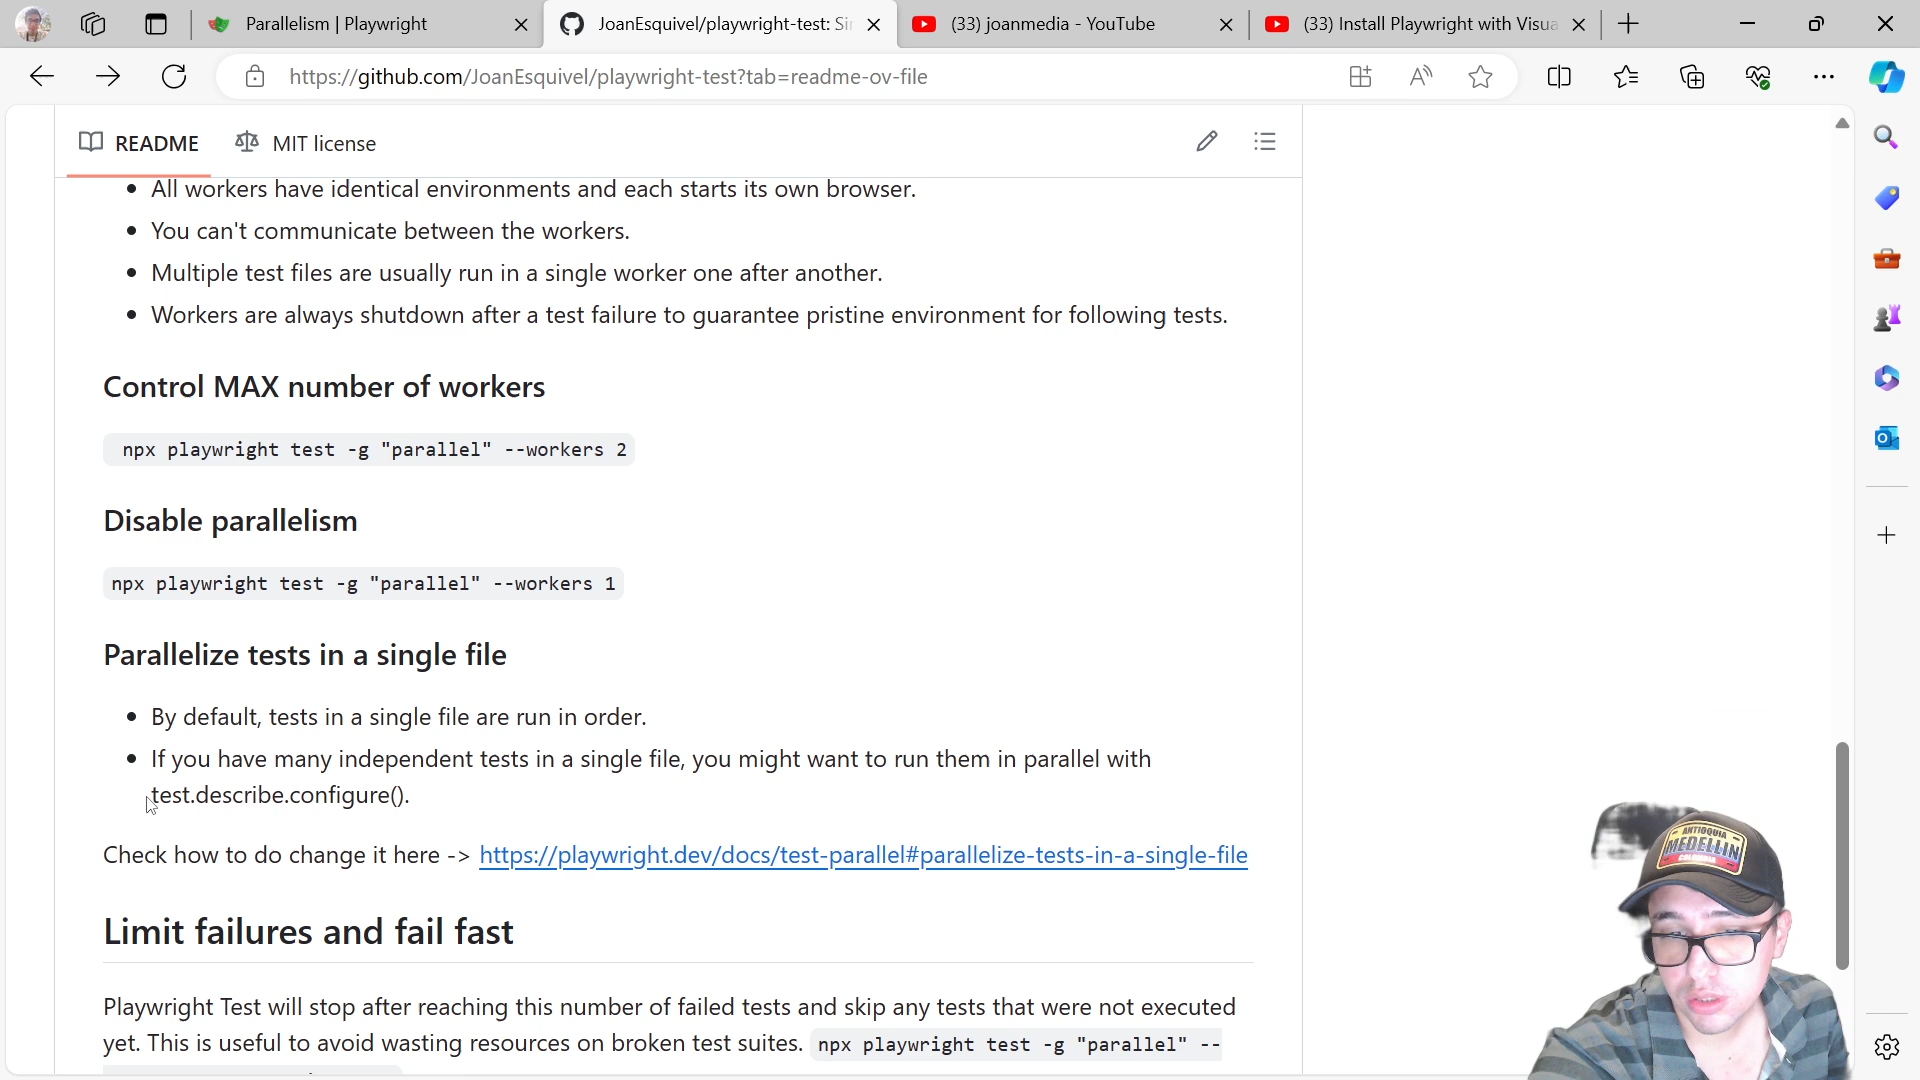 Parallelism | Playwright
JoanEsquivel/playwright-test: Sir
(33) joanmedia - YouTube
(33) Install Playwright with Visua
https://github.com/JoanEsquivel/playwright-test?tab=readme-ov-file
README
MIT license
All workers have identical environments and each starts its own browser.
You can't communicate between the workers.
Multiple test files are usually run in a single worker one after another.
Workers are always shutdown after a test failure to guarantee pristine environment for following tests.
Control MAX number of workers
npx playwright test -g "parallel" --workers 2
Disable parallelism
npx playwright test -g "parallel" --workers 1
Parallelize tests in a single file
By default, tests in a single file are run in order.
If you have many independent tests in a single file, you might want to run them in parallel with
test.describe.configure().
Check how to do change it here -> https://playwright.dev/docs/test-parallel#parallelize-tests-in-a-single-file
Limit failures and fail fast
Playwright Test will stop after reaching this number of failed tests and skip any tests that were not executed
yet. This is useful to avoid wasting resources on broken test suites. npx playwright test -g "parallel" --
ANTIOQUIA
MEDELLIN
COLOMBIA